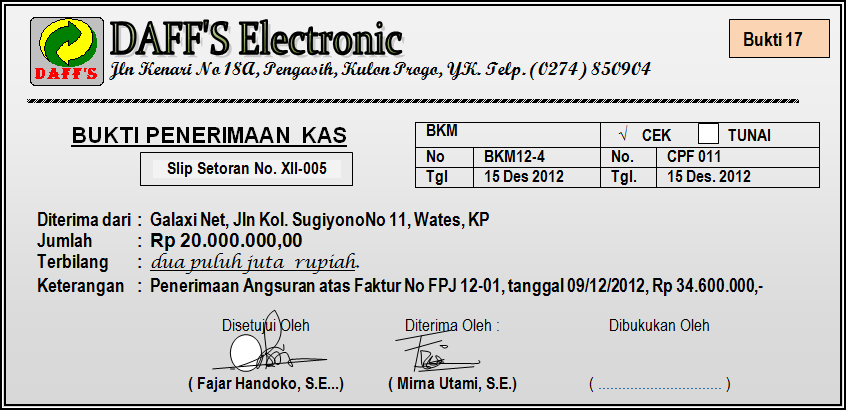 DAFF'S Electronic
Bukti 17
DAFF'S
Jln Kenari No 18A, Pengasih, Kulon Progo, YK. Telp. (0274) 850904
BUKTI PENERIMAAN KAS
Slip Setoran No. XII-005
BKM √ CEK TUNAI
No BKM12-4 No. CPF 011
Tgl 15 Des 2012 Tgl. 15 Des. 2012
Diterima dari : Galaxi Net, Jln Kol. SugiyonoNo 11, Wates, KP
Jumlah : Rp 20.000.000,00
Terbilang : dua puluh juta rupiah.
Keterangan : Penerimaan Angsuran atas Faktur No FPJ 12-01, tanggal 09/12/2012, Rp 34.600.000,-
Disetujui Oleh Diterima Oleh : Dibukukan Oleh
( Fajar Handoko, S.E...) ( Mirna Utami, S.E.) ( ............................... )